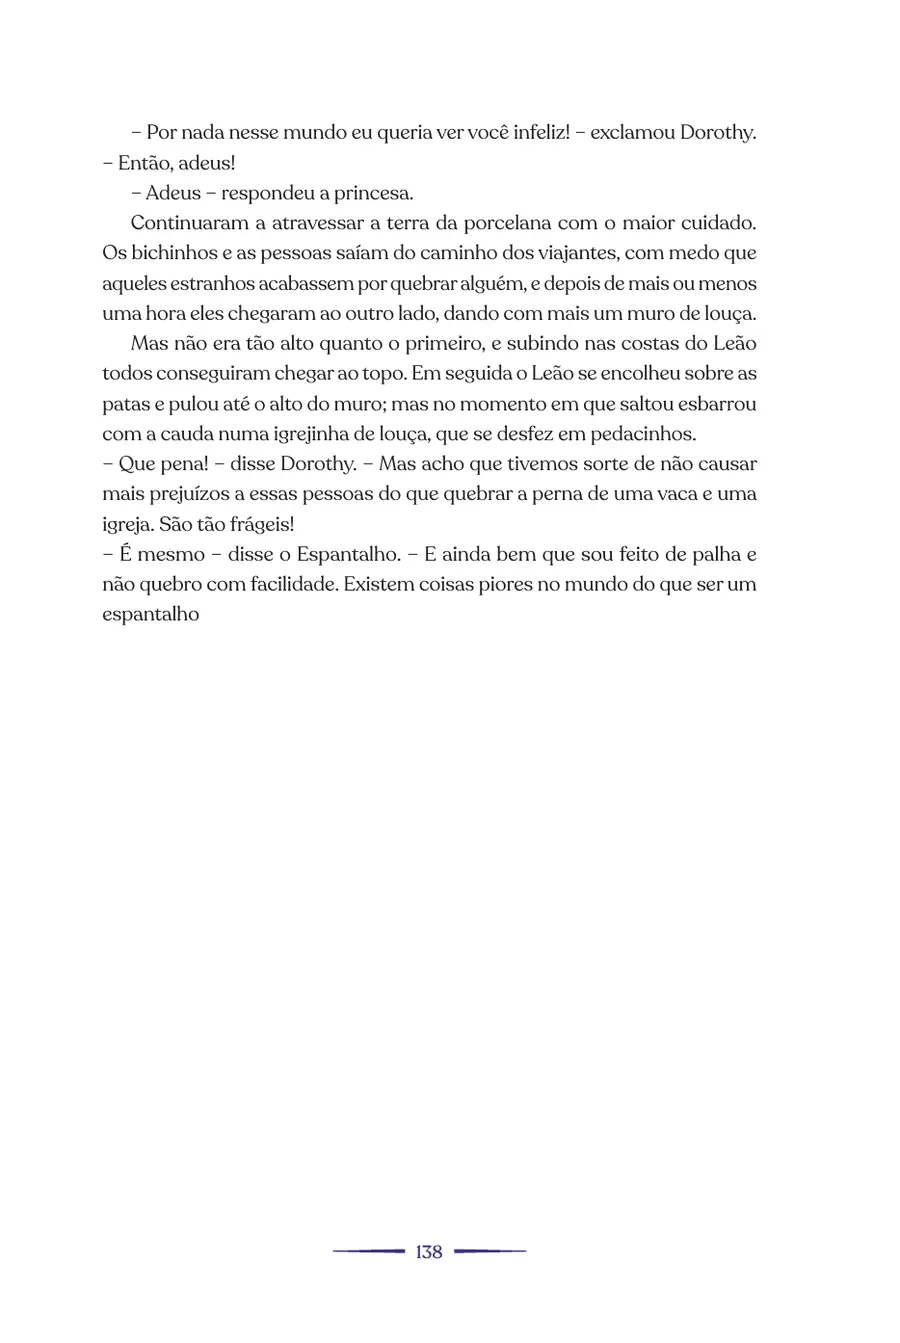 – Por nada nesse mundo eu queria ver você infeliz! – exclamou Dorothy.
– Então, adeus!
– Adeus – respondeu a princesa.
Continuaram a atravessar a terra da porcelana com o maior cuidado.
Os bichinhos e as pessoas saíam do caminho dos viajantes, com medo que
aqueles estranhos acabassem por quebrar alguém, e depois de mais ou menos
uma hora eles chegaram ao outro lado, dando com mais um muro de louça.
Mas não era tão alto quanto o primeiro, e subindo nas costas do Leão
todos conseguiram chegar ao topo. Em seguida o Leão se encolheu sobre as
patas e pulou até o alto do muro; mas no momento em que saltou esbarrou
com a cauda numa igrejinha de louça, que se desfez em pedacinhos.
– Que pena! – disse Dorothy. – Mas acho que tivemos sorte de não causar
mais prejuízos a essas pessoas do que quebrar a perna de uma vaca e uma
igreja. São tão frágeis!
– É mesmo – disse o Espantalho. – E ainda bem que sou feito de palha e
não quebro com facilidade. Existem coisas piores no mundo do que ser um
espantalho
138